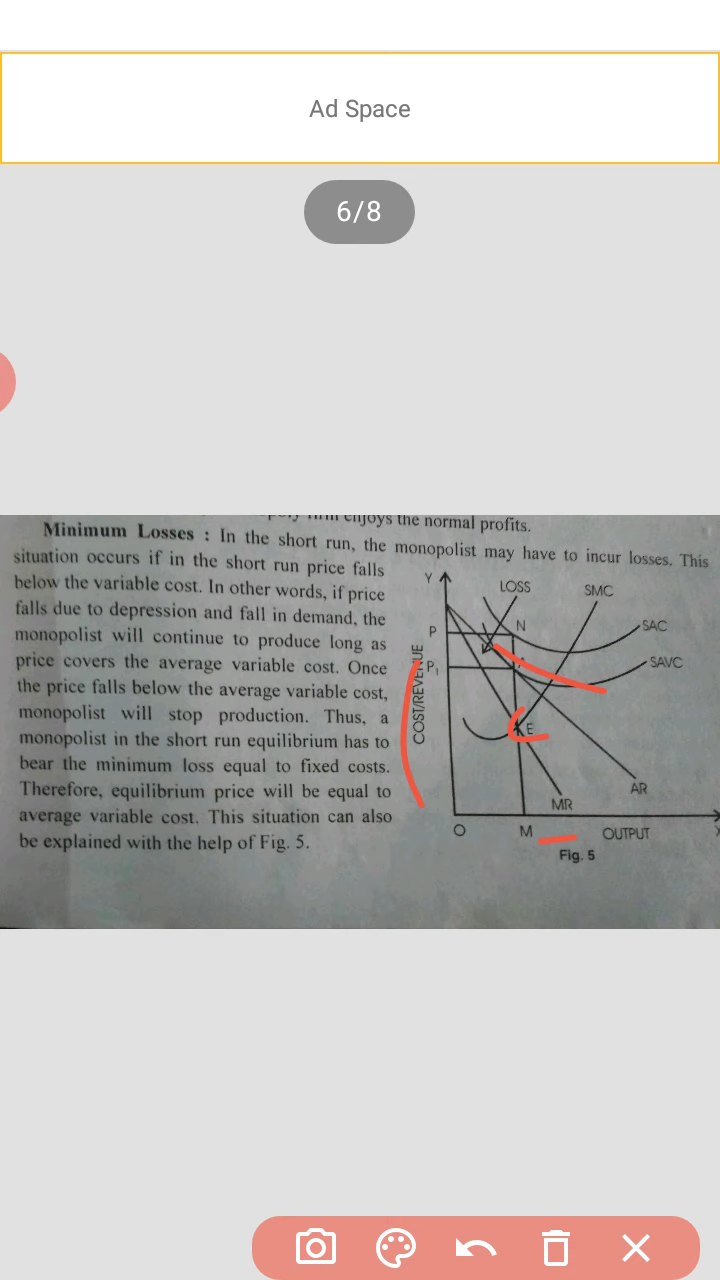 Ad Space
6/8
enjoys the normal profits.
Minimum Losses : In the short run, the monopolist may have to incur losses. This
situation occurs if in the short run price falls
below the variable cost. In other words, if price
falls due to depression and fall in demand, the
monopolist will continue to produce long as
price covers the average variable cost. Once
the price falls below the average variable cost,
monopolist will stop production. Thus, a
monopolist in the short run equilibrium has to
bear the minimum loss equal to fixed costs.
Therefore, equilibrium price will be equal to
average variable cost. This situation can also
be explained with the help of Fig. 5.
Y
LOSS
SMC
P
N
SAC
P₁
SAVC
COST/REVENUE
E
AR
MR
O
M
OUTPUT
Fig. 5